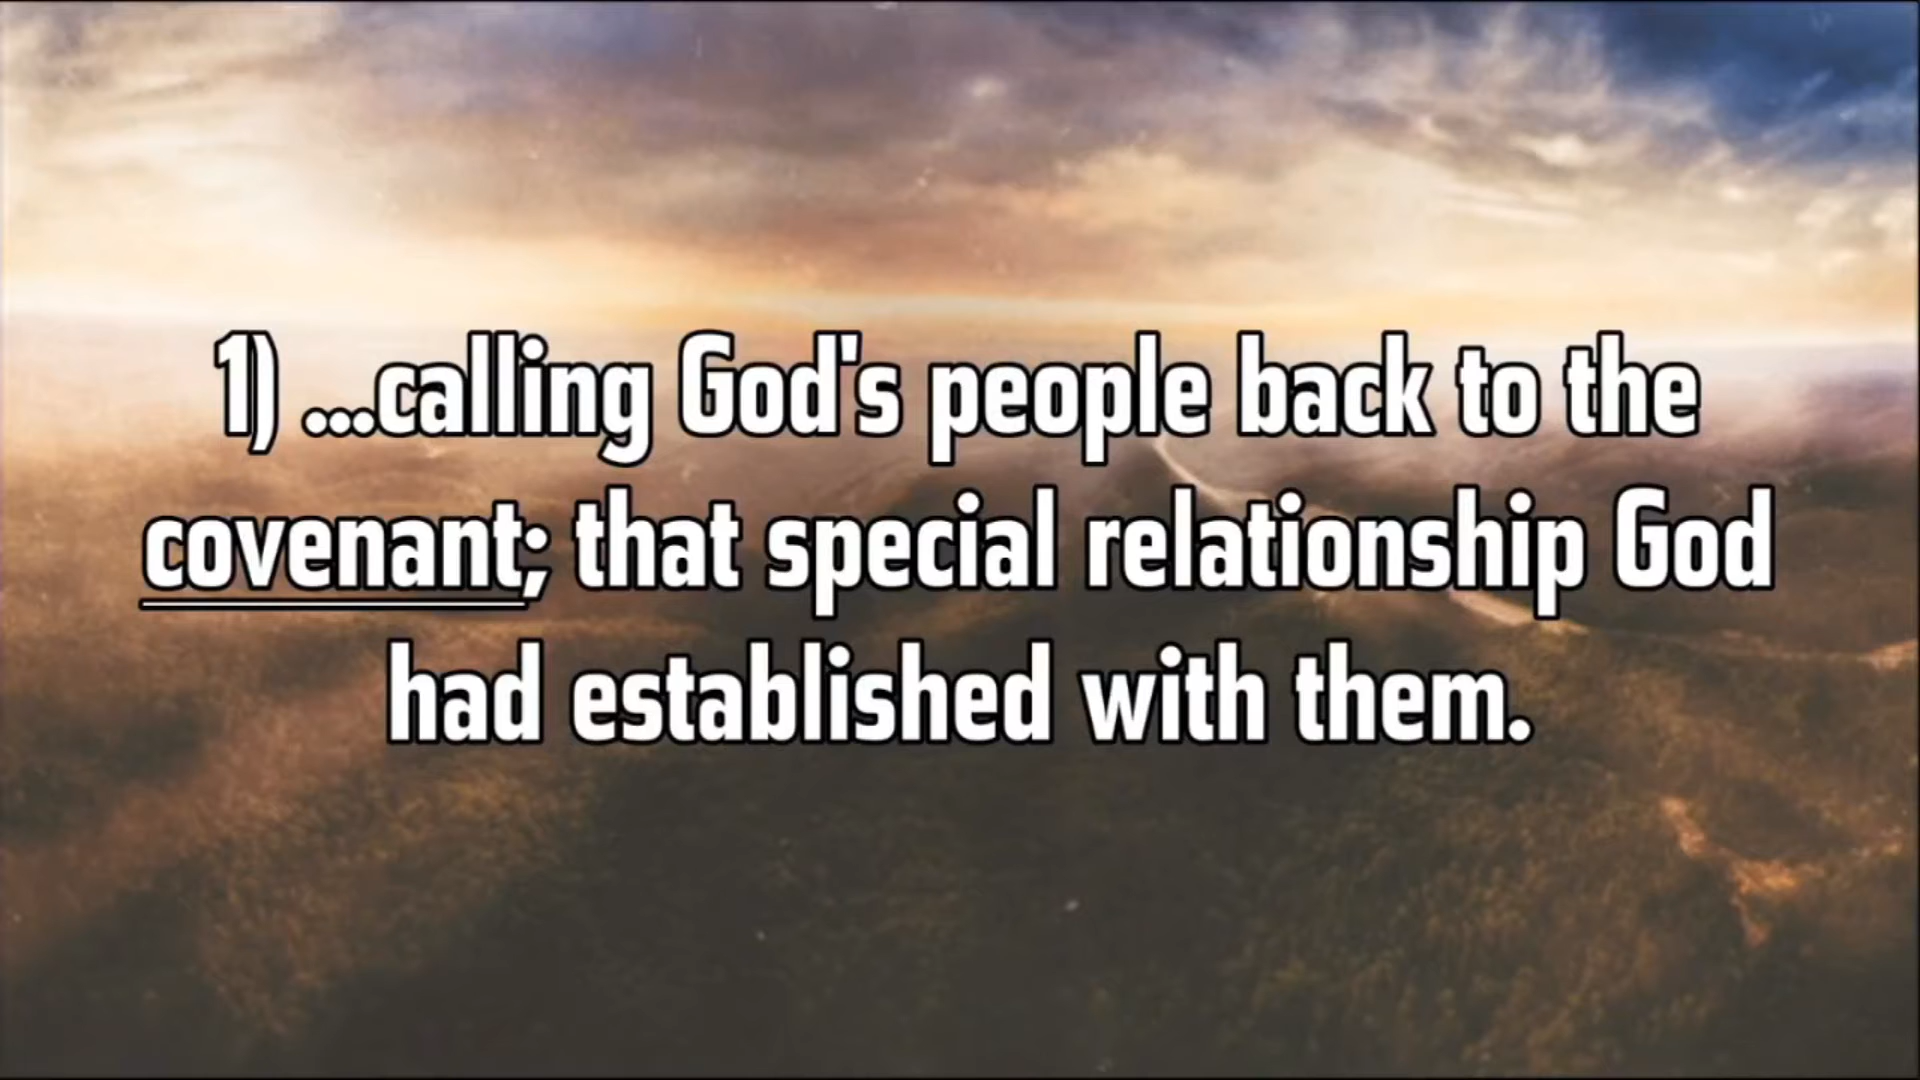 1) ...calling God's people back to the
covenant; that special relationship God
had established with them.